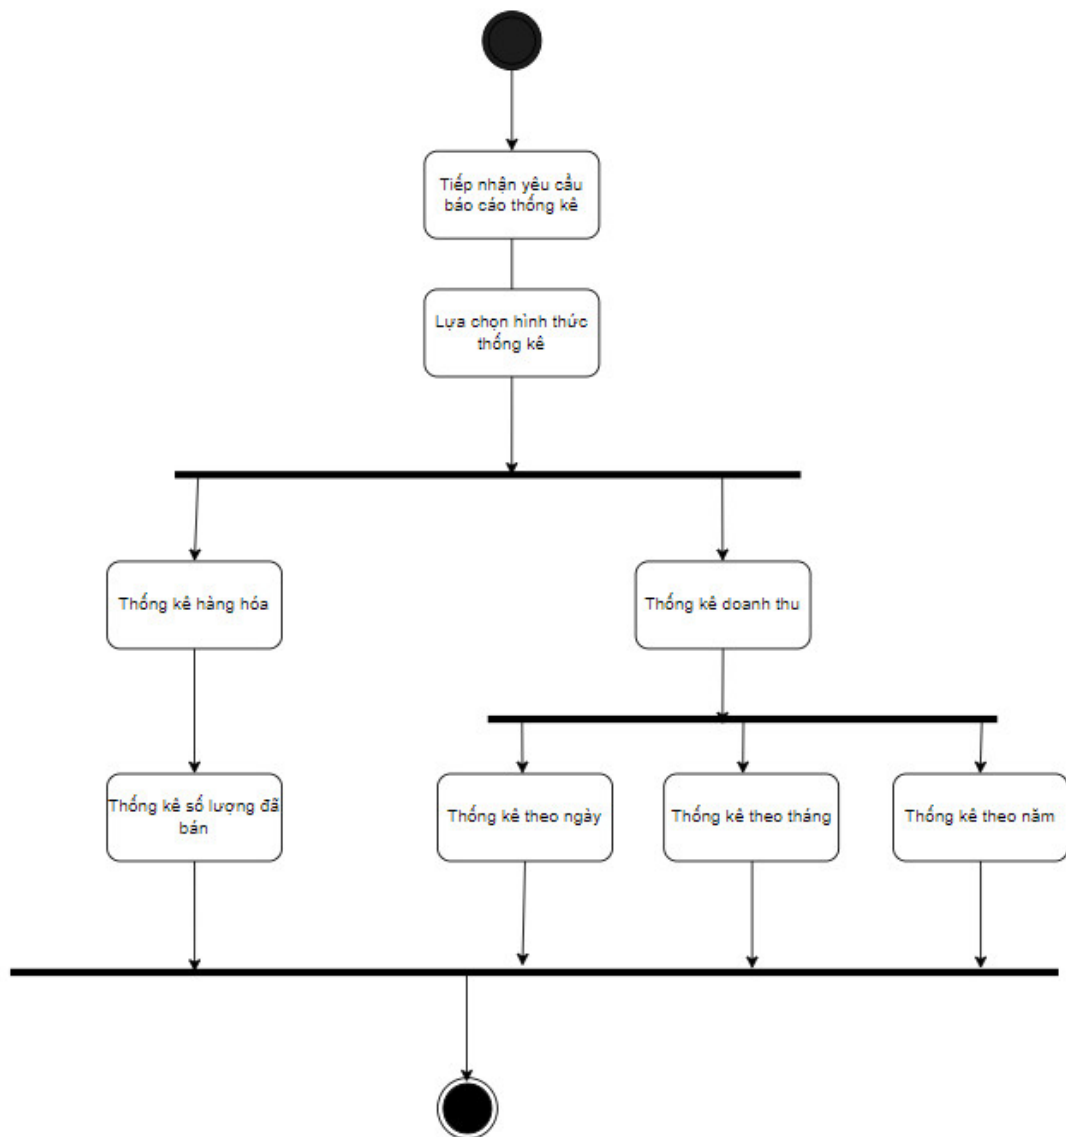 Tiếp nhận yêu cầu
báo cáo thống kê
Lựa chọn hình thức
thống kê
Thống kê hàng hóa
Thống kê doanh thu
Thống kê số lượng đã
bán
Thống kê theo ngày
Thống kê theo tháng
Thống kê theo năm